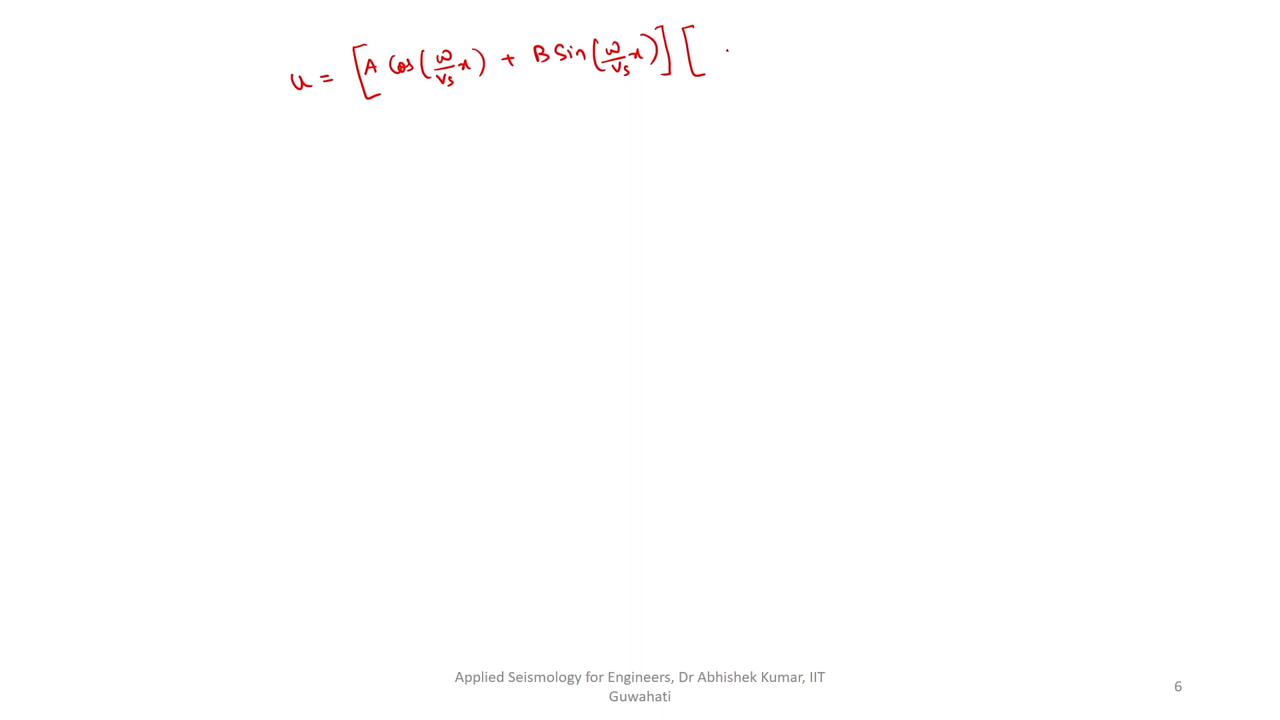 u = [A Cos(ω/Vs x) + B Sin(ω/Vs x)] [
Applied Seismology for Engineers, Dr Abhishek Kumar, IIT
Guwahati
6